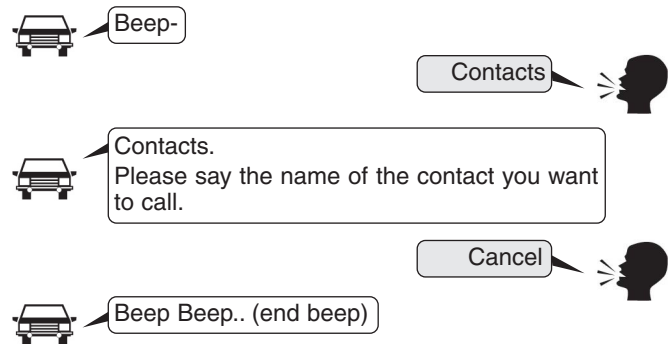 Beep-
Contacts
Contacts.
Please say the name of the contact you want
to call.
Cancel
Beep Beep.. (end beep)